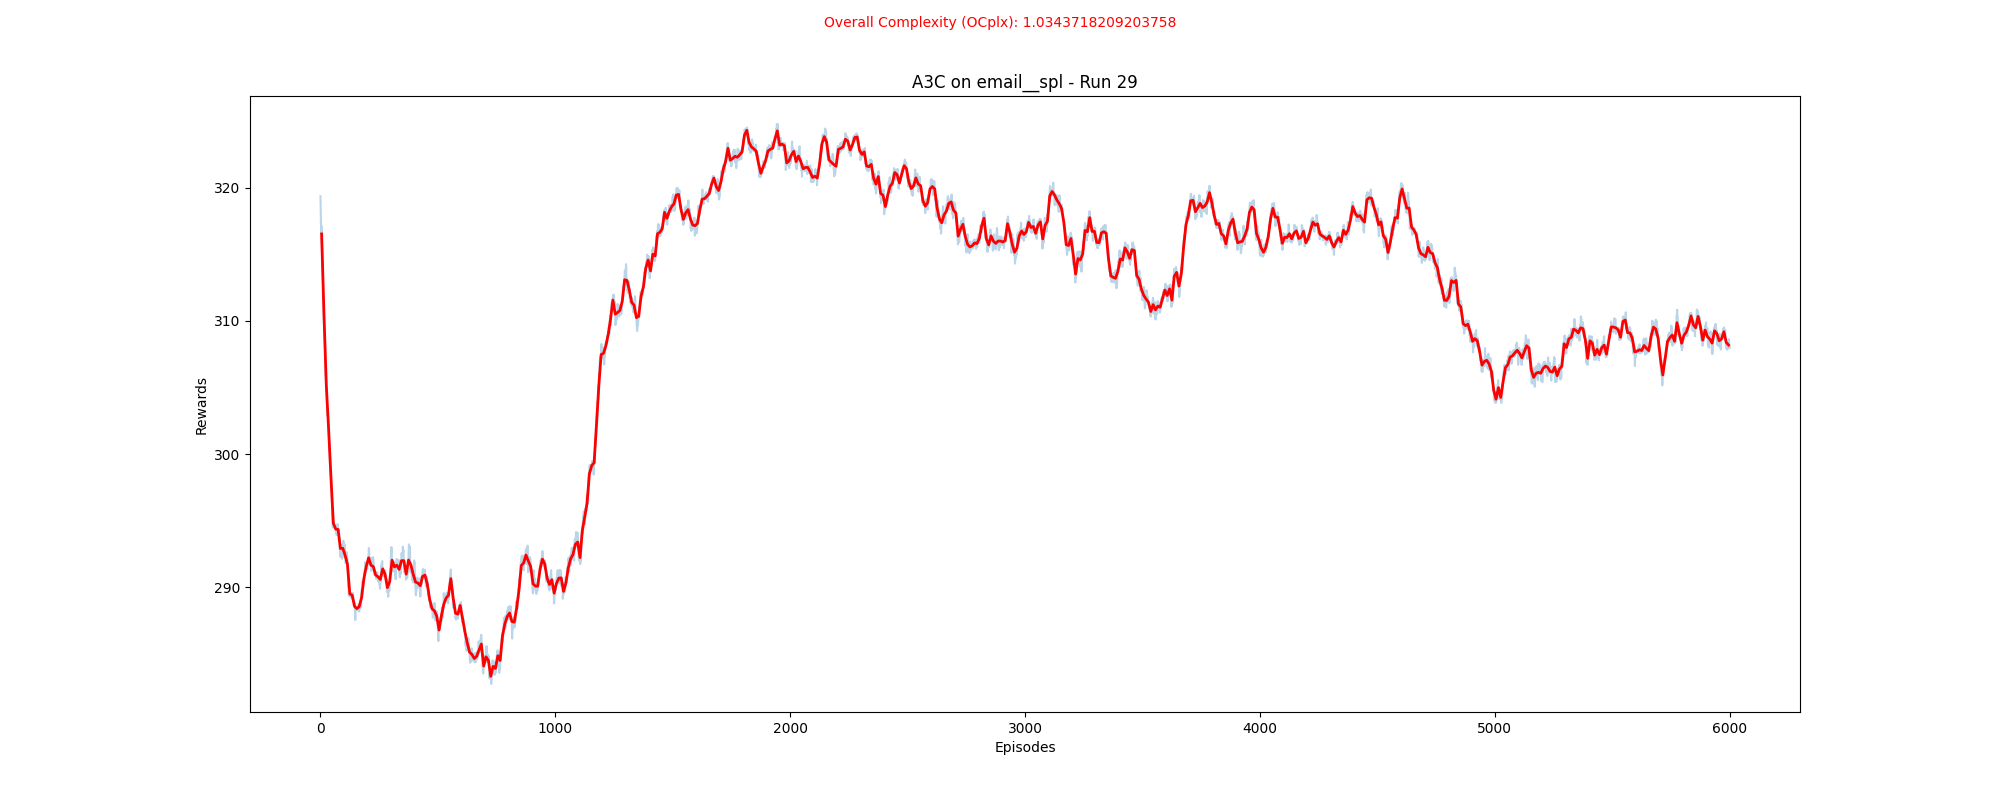 Overall Complexity (OCplx): 1.0343718209203758
A3C on email__spl - Run 29
Rewards
320
310
300
290
0 1000 2000 3000 4000 5000 6000
Episodes